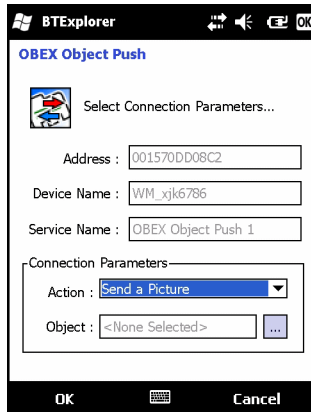 BTExplorer OK
OBEX Object Push
Select Connection Parameters...
Address : 001570DD08C2
Device Name : WM_xjk6786
Service Name : OBEX Object Push 1
Connection Parameters
Action : Send a Picture
Object : <None Selected> ...
OK Cancel